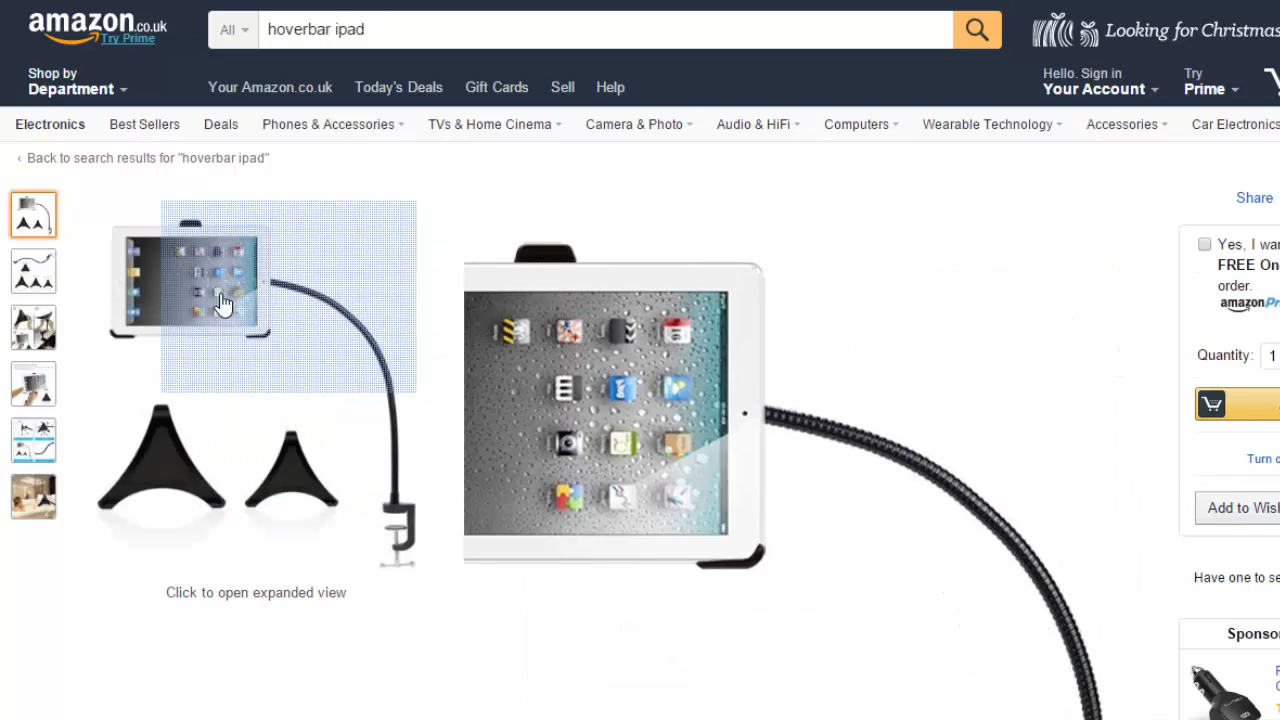 amazon.co.uk
Try Prime
All
hoverbar ipad
Looking for Christmas
Shop by
Department
Your Amazon.co.uk
Today's Deals
Gift Cards
Sell
Help
Hello. Sign in
Your Account
Try
Prime
Electronics
Best Sellers
Deals
Phones & Accessories
TVs & Home Cinema
Camera & Photo
Audio & HiFi
Computers
Wearable Technology
Accessories
Car Electronics
‹ Back to search results for "hoverbar ipad"
Share
Yes, I wan
FREE On
order.
amazonPr
Quantity: 1
Turn o
Add to Wish
Have one to se
Click to open expanded view
Sponso